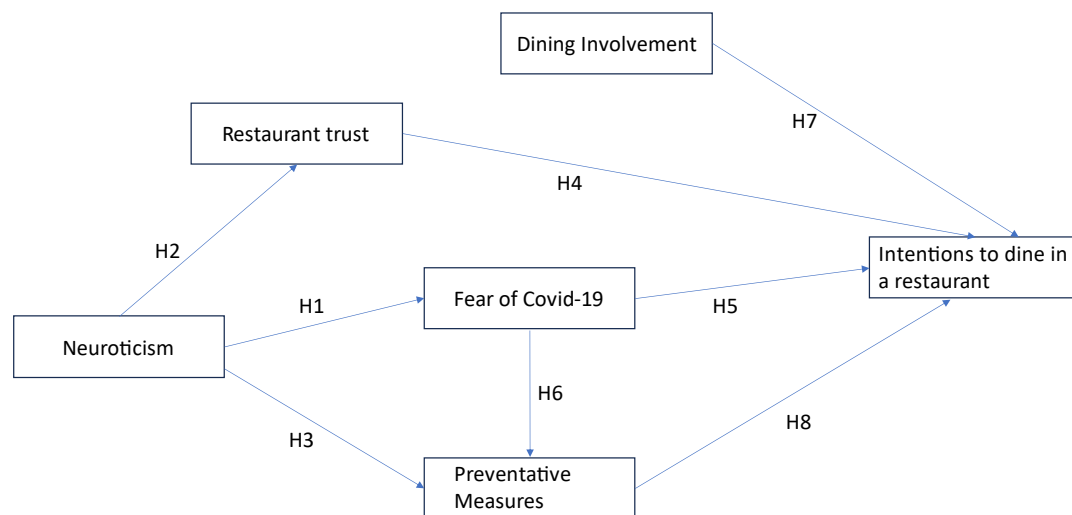 Dining Involvement
H7
Restaurant trust
H4
H2
Intentions to dine in
a restaurant
Fear of Covid-19
H1
H5
Neuroticism
H6
H8
H3
Preventative
Measures